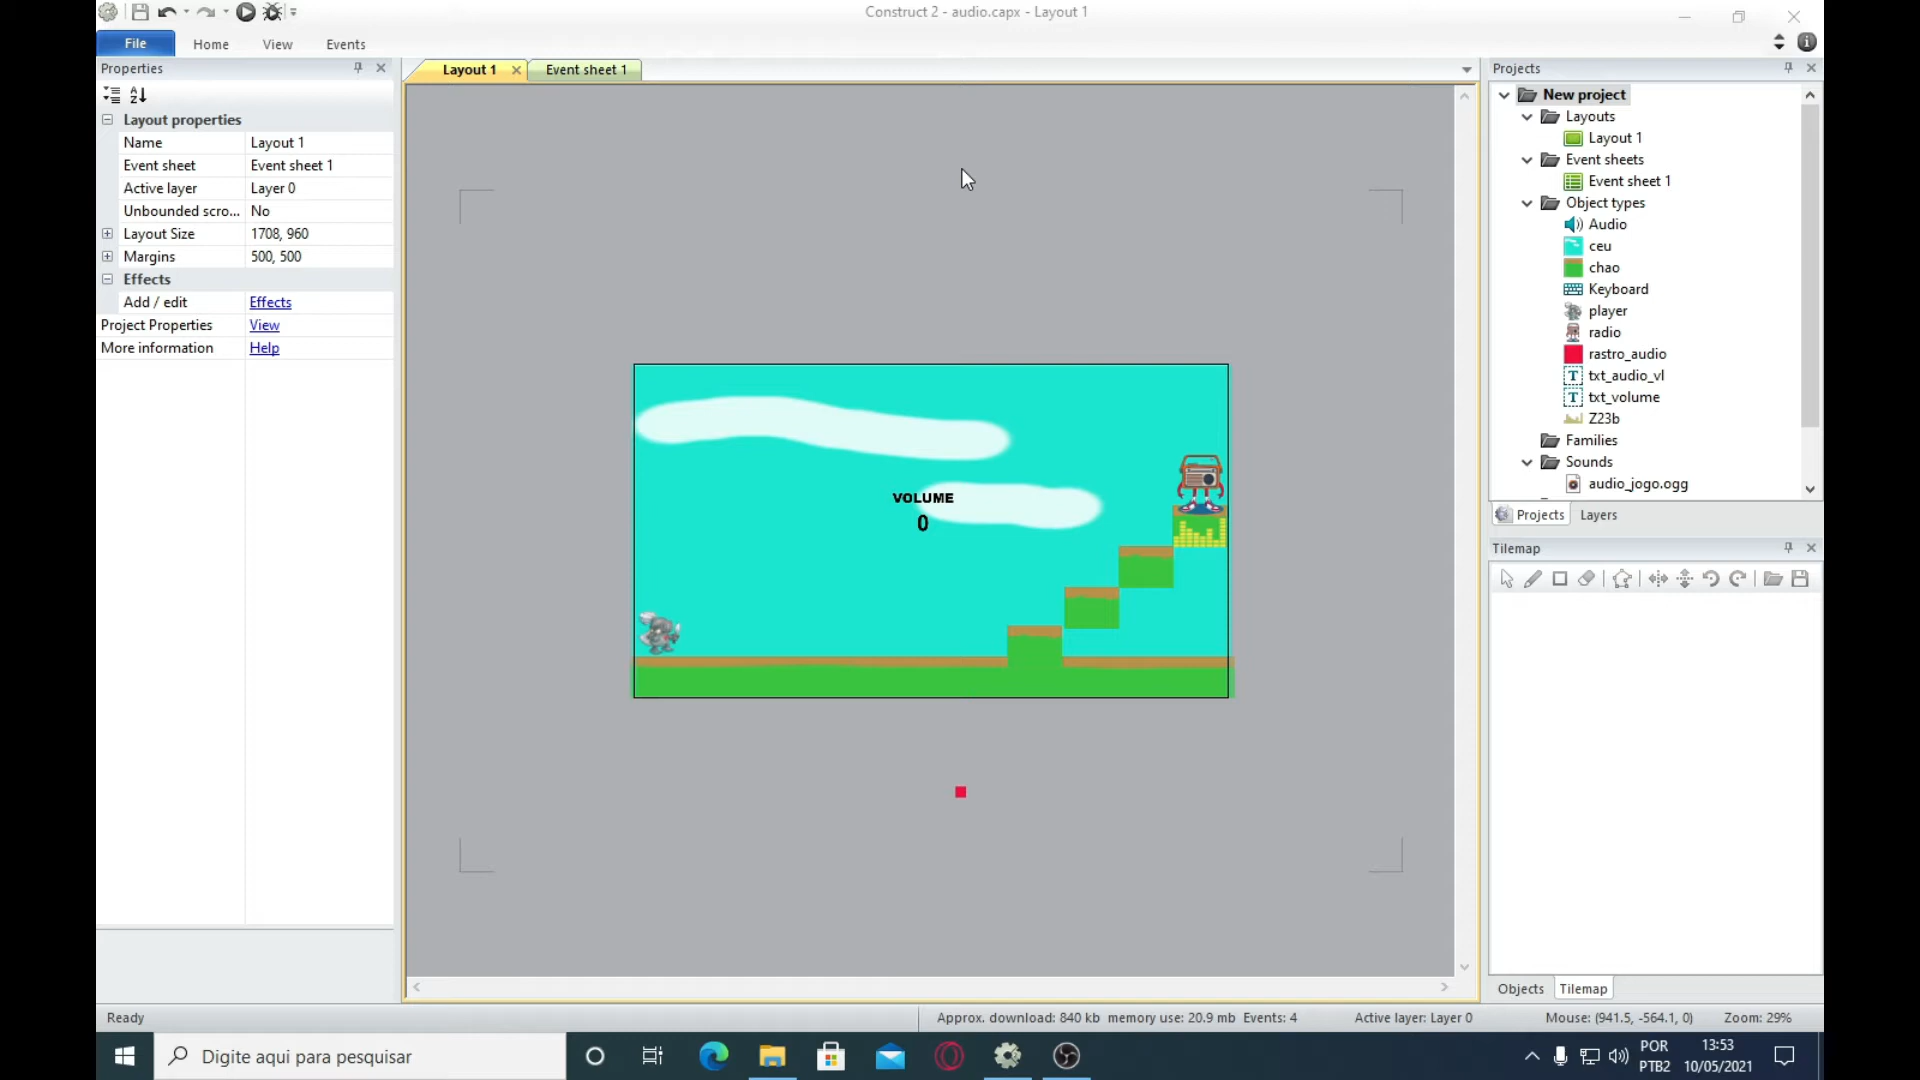 Construct 2 - audio.capx - Layout 1
File Home View Events
Properties
Layout properties
Name Layout 1
Event sheet Event sheet 1
Active layer Layer 0
Unbounded scro... No
Layout Size 1708, 960
Margins 500, 500
Effects
Add / edit Effects
Project Properties View
More information Help
Layout 1 Event sheet 1
VOLUME
0
Projects
New project
Layouts
Layout 1
Event sheets
Event sheet 1
Object types
Audio
ceu
chao
Keyboard
player
radio
rastro_audio
txt_audio_vl
txt_volume
Z23b
Families
Sounds
audio_jogo.ogg
Projects Layers
Tilemap
Objects Tilemap
Ready Approx. download: 840 kb memory use: 20.9 mb Events: 4 Active layer: Layer 0 Mouse: (941.5, -564.1, 0) Zoom: 29%
Digite aqui para pesquisar
POR
PTB2
13:53
10/05/2021